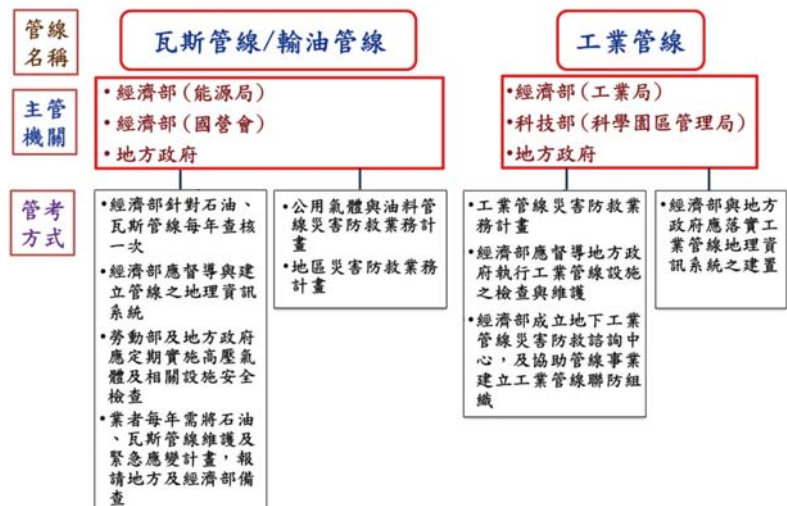 管線
名稱
瓦斯管線/輸油管線
工業管線
主管
機關
•經濟部(能源局)
•經濟部(國營會)
•地方政府
•經濟部(工業局)
•科技部(科學園區管理局)
•地方政府
管考
方式
•經濟部針對石油、
瓦斯管線每年查核
一次
•經濟部應督導與建
立管線之地理資訊
系統
•勞動部及地方政府
應定期實施高壓氣
體及相關設施安全
檢查
•業者每年需將石油
、瓦斯管線維護及
緊急應變計畫，報
請地方及經濟部備
查
•公用氣體與油料管
線災害防救業務計
畫
•地區災害防救業務
計畫
•工業管線災害防救業
務計畫
•經濟部應督導地方政
府執行工業管線設施
之檢查與維護
•經濟部成立地下工業
管線災害防救諮詢中
心，及協助管線事業
建立工業管線聯防組
織
•經濟部與地方
政府應落實工
業管線地理資
訊系統之建置